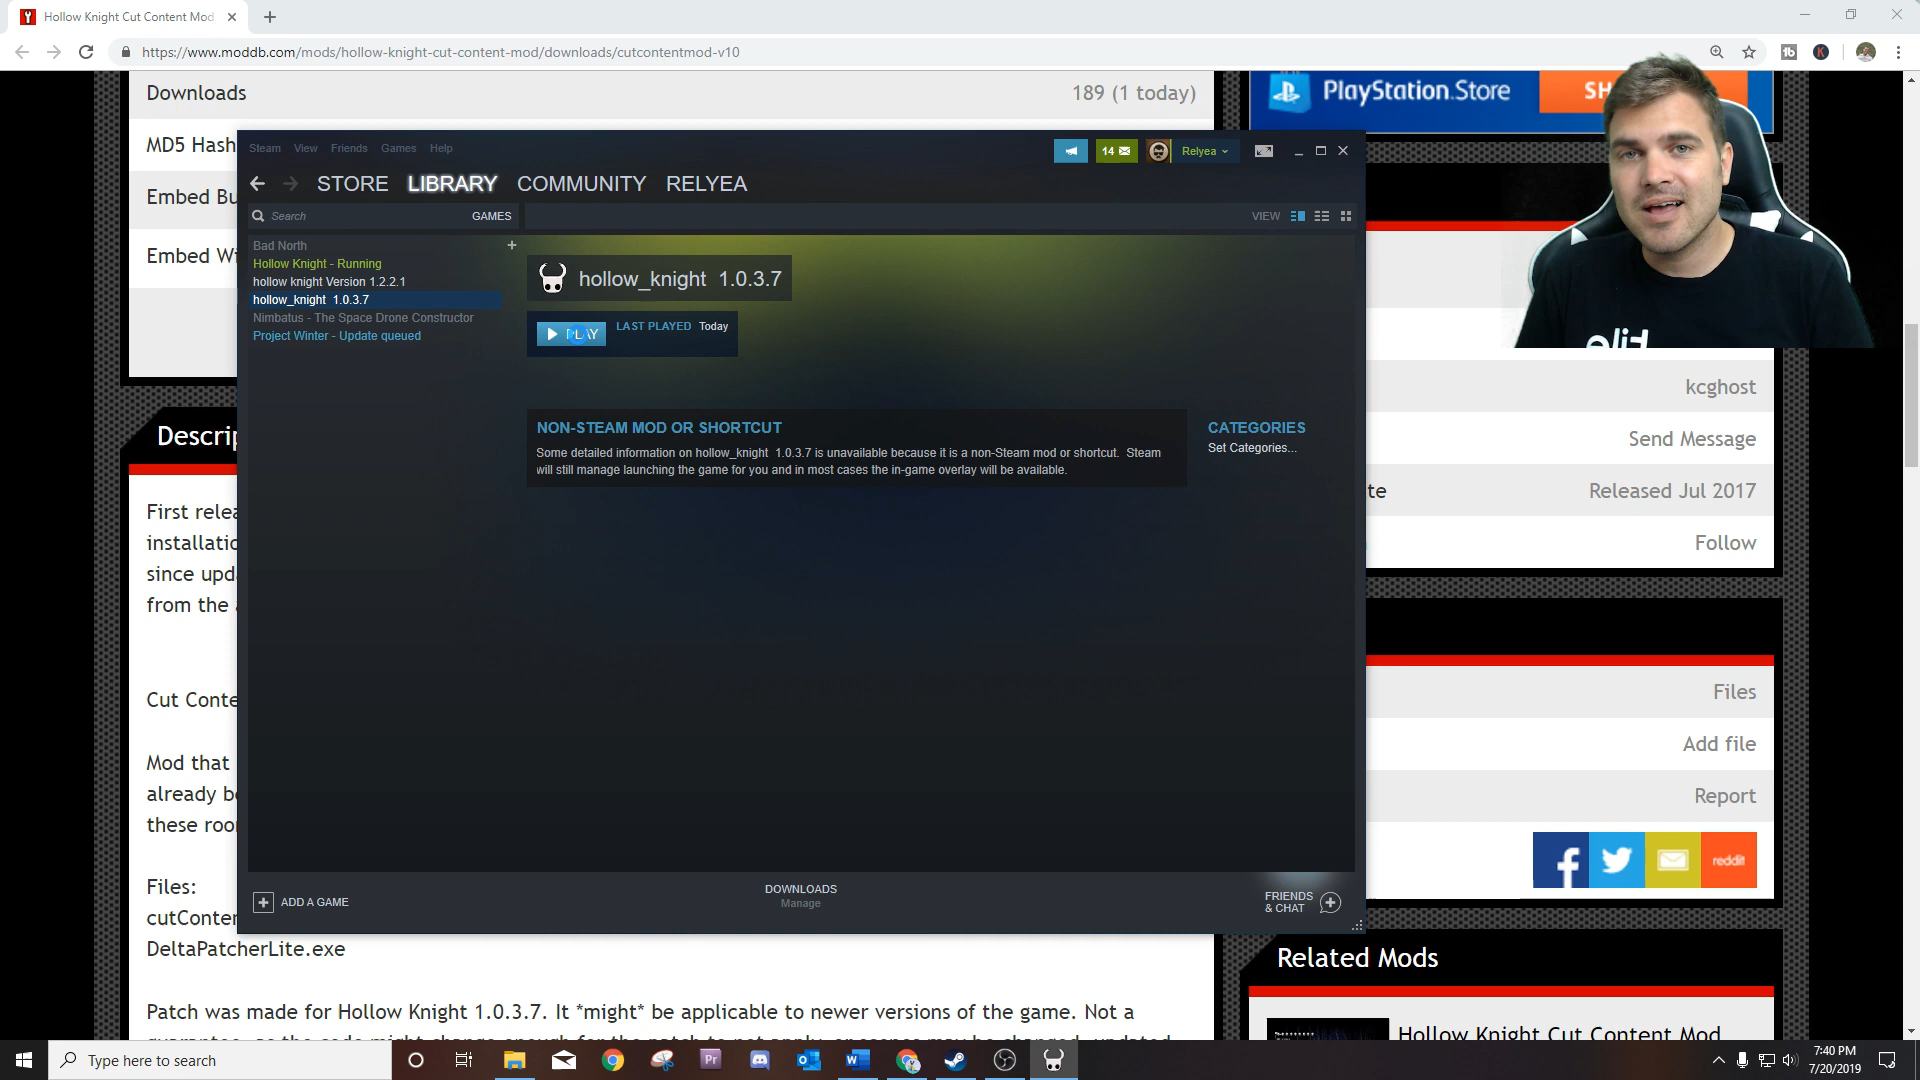 Hollow Knight Cut Content Mod
https://www.moddb.com/mods/hollow-knight-cut-content-mod/downloads/cutcontentmod-v10
Downloads
189 (1 today)
MD5 Hash
Embed Bu
Embed Wi
PlayStation.Store
SH
Steam View Friends Games Help
14
Relyea
STORE LIBRARY COMMUNITY RELYEA
Search
GAMES
VIEW
Bad North
Hollow Knight - Running
hollow knight Version 1.2.2.1
hollow_knight 1.0.3.7
Nimbatus - The Space Drone Constructor
Project Winter - Update queued
hollow_knight 1.0.3.7
PLAY
LAST PLAYED Today
NON-STEAM MOD OR SHORTCUT
Some detailed information on hollow_knight 1.0.3.7 is unavailable because it is a non-Steam mod or shortcut. Steam
will still manage launching the game for you and in most cases the in-game overlay will be available.
CATEGORIES
Set Categories...
ADD A GAME
DOWNLOADS
Manage
FRIENDS
& CHAT
Descrip
First relea
installatio
since upda
from the a
Cut Conte
Mod that
already be
these roor
Files:
cutConter
DeltaPatcherLite.exe
Patch was made for Hollow Knight 1.0.3.7. It *might* be applicable to newer versions of the game. Not a
kcghost
Send Message
te
Released Jul 2017
Follow
Files
Add file
Report
reddit
Related Mods
Hollow Knight Cut Content Mod
Type here to search
7:40 PM
7/20/2019